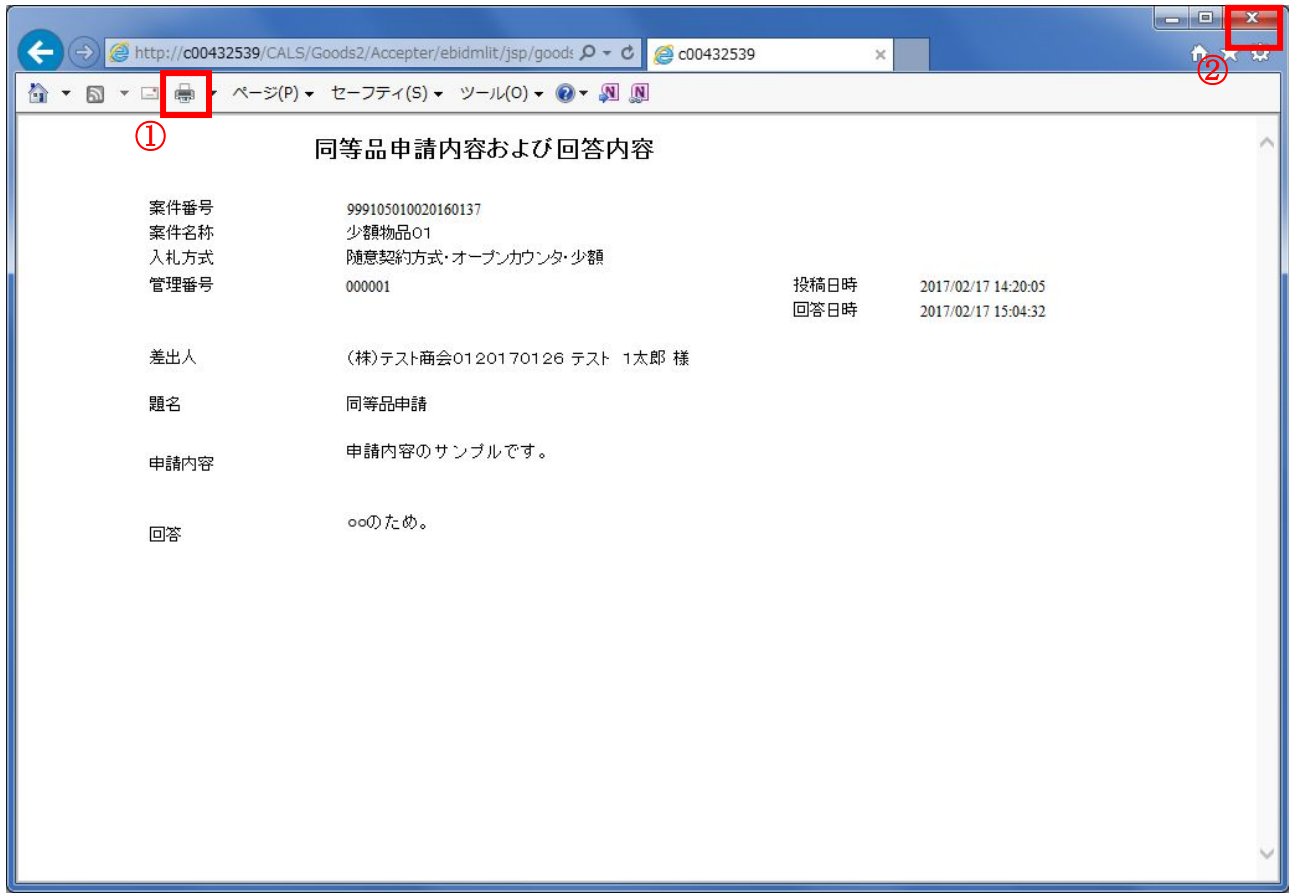 http://c00432539/CALS/Goods2/Accepter/ebidmlit/jsp/goods
c00432539
②
ページ(P) セーフティ(S) ツール(O)
①
同等品申請内容および回答内容
案件番号 999105010020160137
案件名称 少額物品01
入札方式 随意契約方式・オープンカウンタ・少額
管理番号 000001 投稿日時 2017/02/17 14:20:05
回答日時 2017/02/17 15:04:32
差出人 (株)テスト商会0120170126 テスト 1太郎 様
題名 同等品申請
申請内容 申請内容のサンプルです。
回答 ○○のため。